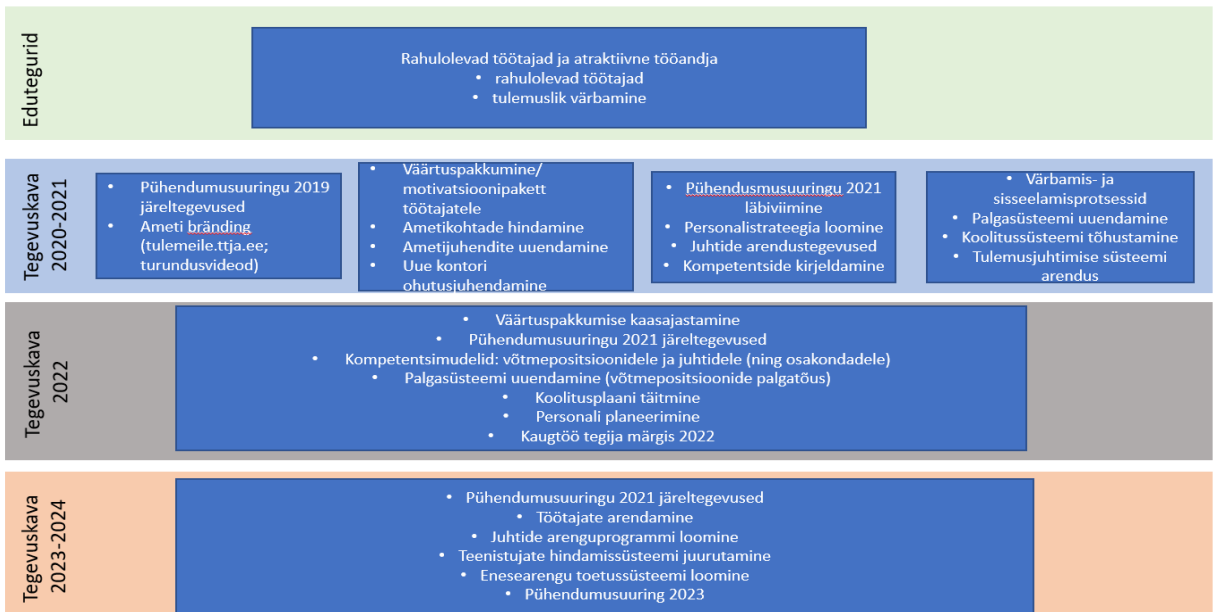 Edutegurid
Rahulolevad töötajad ja atraktiivne tööandja
• rahulolevad töötajad
• tulemuslik värbamine
Tegevuskava
2020-2021
• Pühendumusuuringu 2019
järeltegevused
• Ameti bränding
(tulemeile.ttja.ee;
turundusvideod)
• Väärtuspakkumine/
motivatsioonipakett
töötajatele
• Ametikohtade hindamine
• Ametijuhendite uuendamine
• Uue kontori
ohutusjuhendamine
• Pühendusmusuuringu 2021
läbiviimine
• Personalistrateegia loomine
• Juhtide arendustegevused
• Kompetentside kirjeldamine
• Värbamis- ja
sisseelamisprotsessid
• Palgasüsteemi uuendamine
• Koolitussüsteemi tõhustamine
• Tulemusjuhtimise süsteemi
arendus
Tegevuskava
2022
• Väärtuspakkumise kaasajastamine
• Pühendumusuuringu 2021 järeltegevused
• Kompetentsimudelid: võtmepositsioonidele ja juhtidele (ning osakondadele)
• Palgasüsteemi uuendamine (võtmepositsioonide palgatõus)
• Koolitusplaani täitmine
• Personali planeerimine
• Kaugtöö tegija märgis 2022
Tegevuskava
2023-2024
• Pühendumusuuringu 2021 järeltegevused
• Töötajate arendamine
• Juhtide arenguprogrammi loomine
• Teenistujate hindamissüsteemi juurutamine
• Enesearengu toetussüsteemi loomine
• Pühendumusuuring 2023